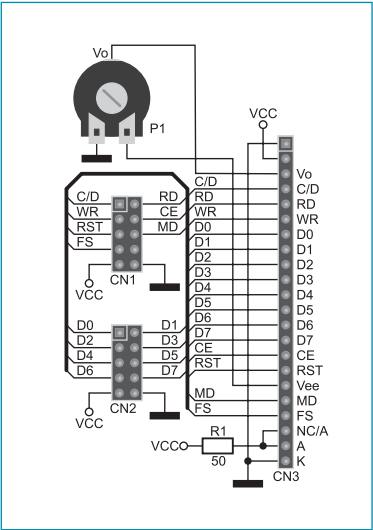 Vo
P1
VCC
Vo
C/D C/D
C/D RD RD RD
WR CE WR WR
RST MD D0 D0
FS D1 D1
D2 D2
D3 D3
VCC CN1 D4 D4
D5 D5
D0 D1 D6 D6
D2 D3 D7 D7
D4 D5 CE CE
D6 D7 RST RST
Vee
MD MD
VCC CN2 FS FS
R1 NC/A
VCC A
50 K
CN3